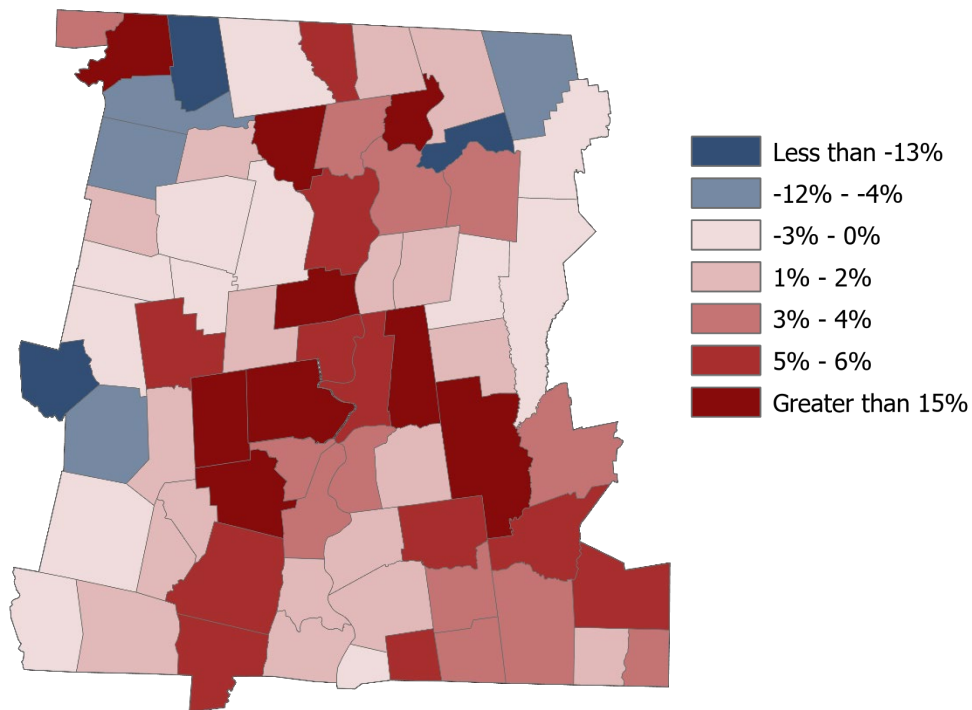 Less than -13%
-12% - -4%
-3% - 0%
1% - 2%
3% - 4%
5% - 6%
Greater than 15%